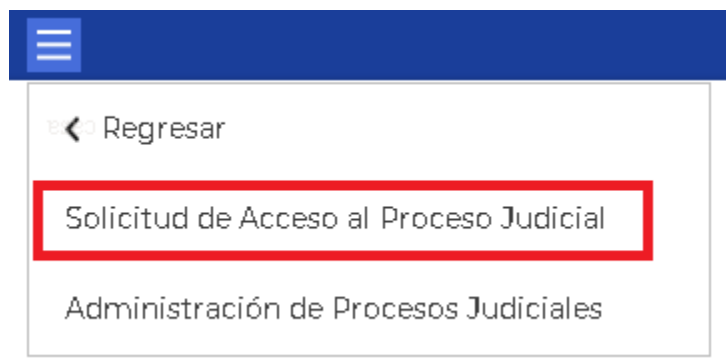 Regresar
Solicitud de Acceso al Proceso Judicial
Administración de Procesos Judiciales